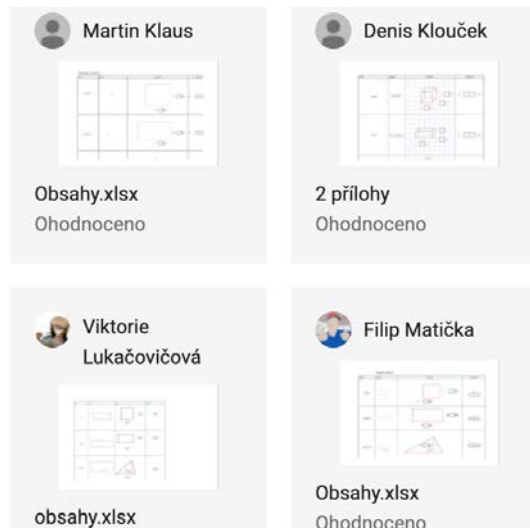 Martin Klaus
Obsahy.xlsx
Ohodnoceno
Denis Klouček
2 přílohy
Ohodnoceno
Viktorie
Lukačovičová
obsahy.xlsx
Filip Matička
Obsahy.xlsx
Ohodnoceno